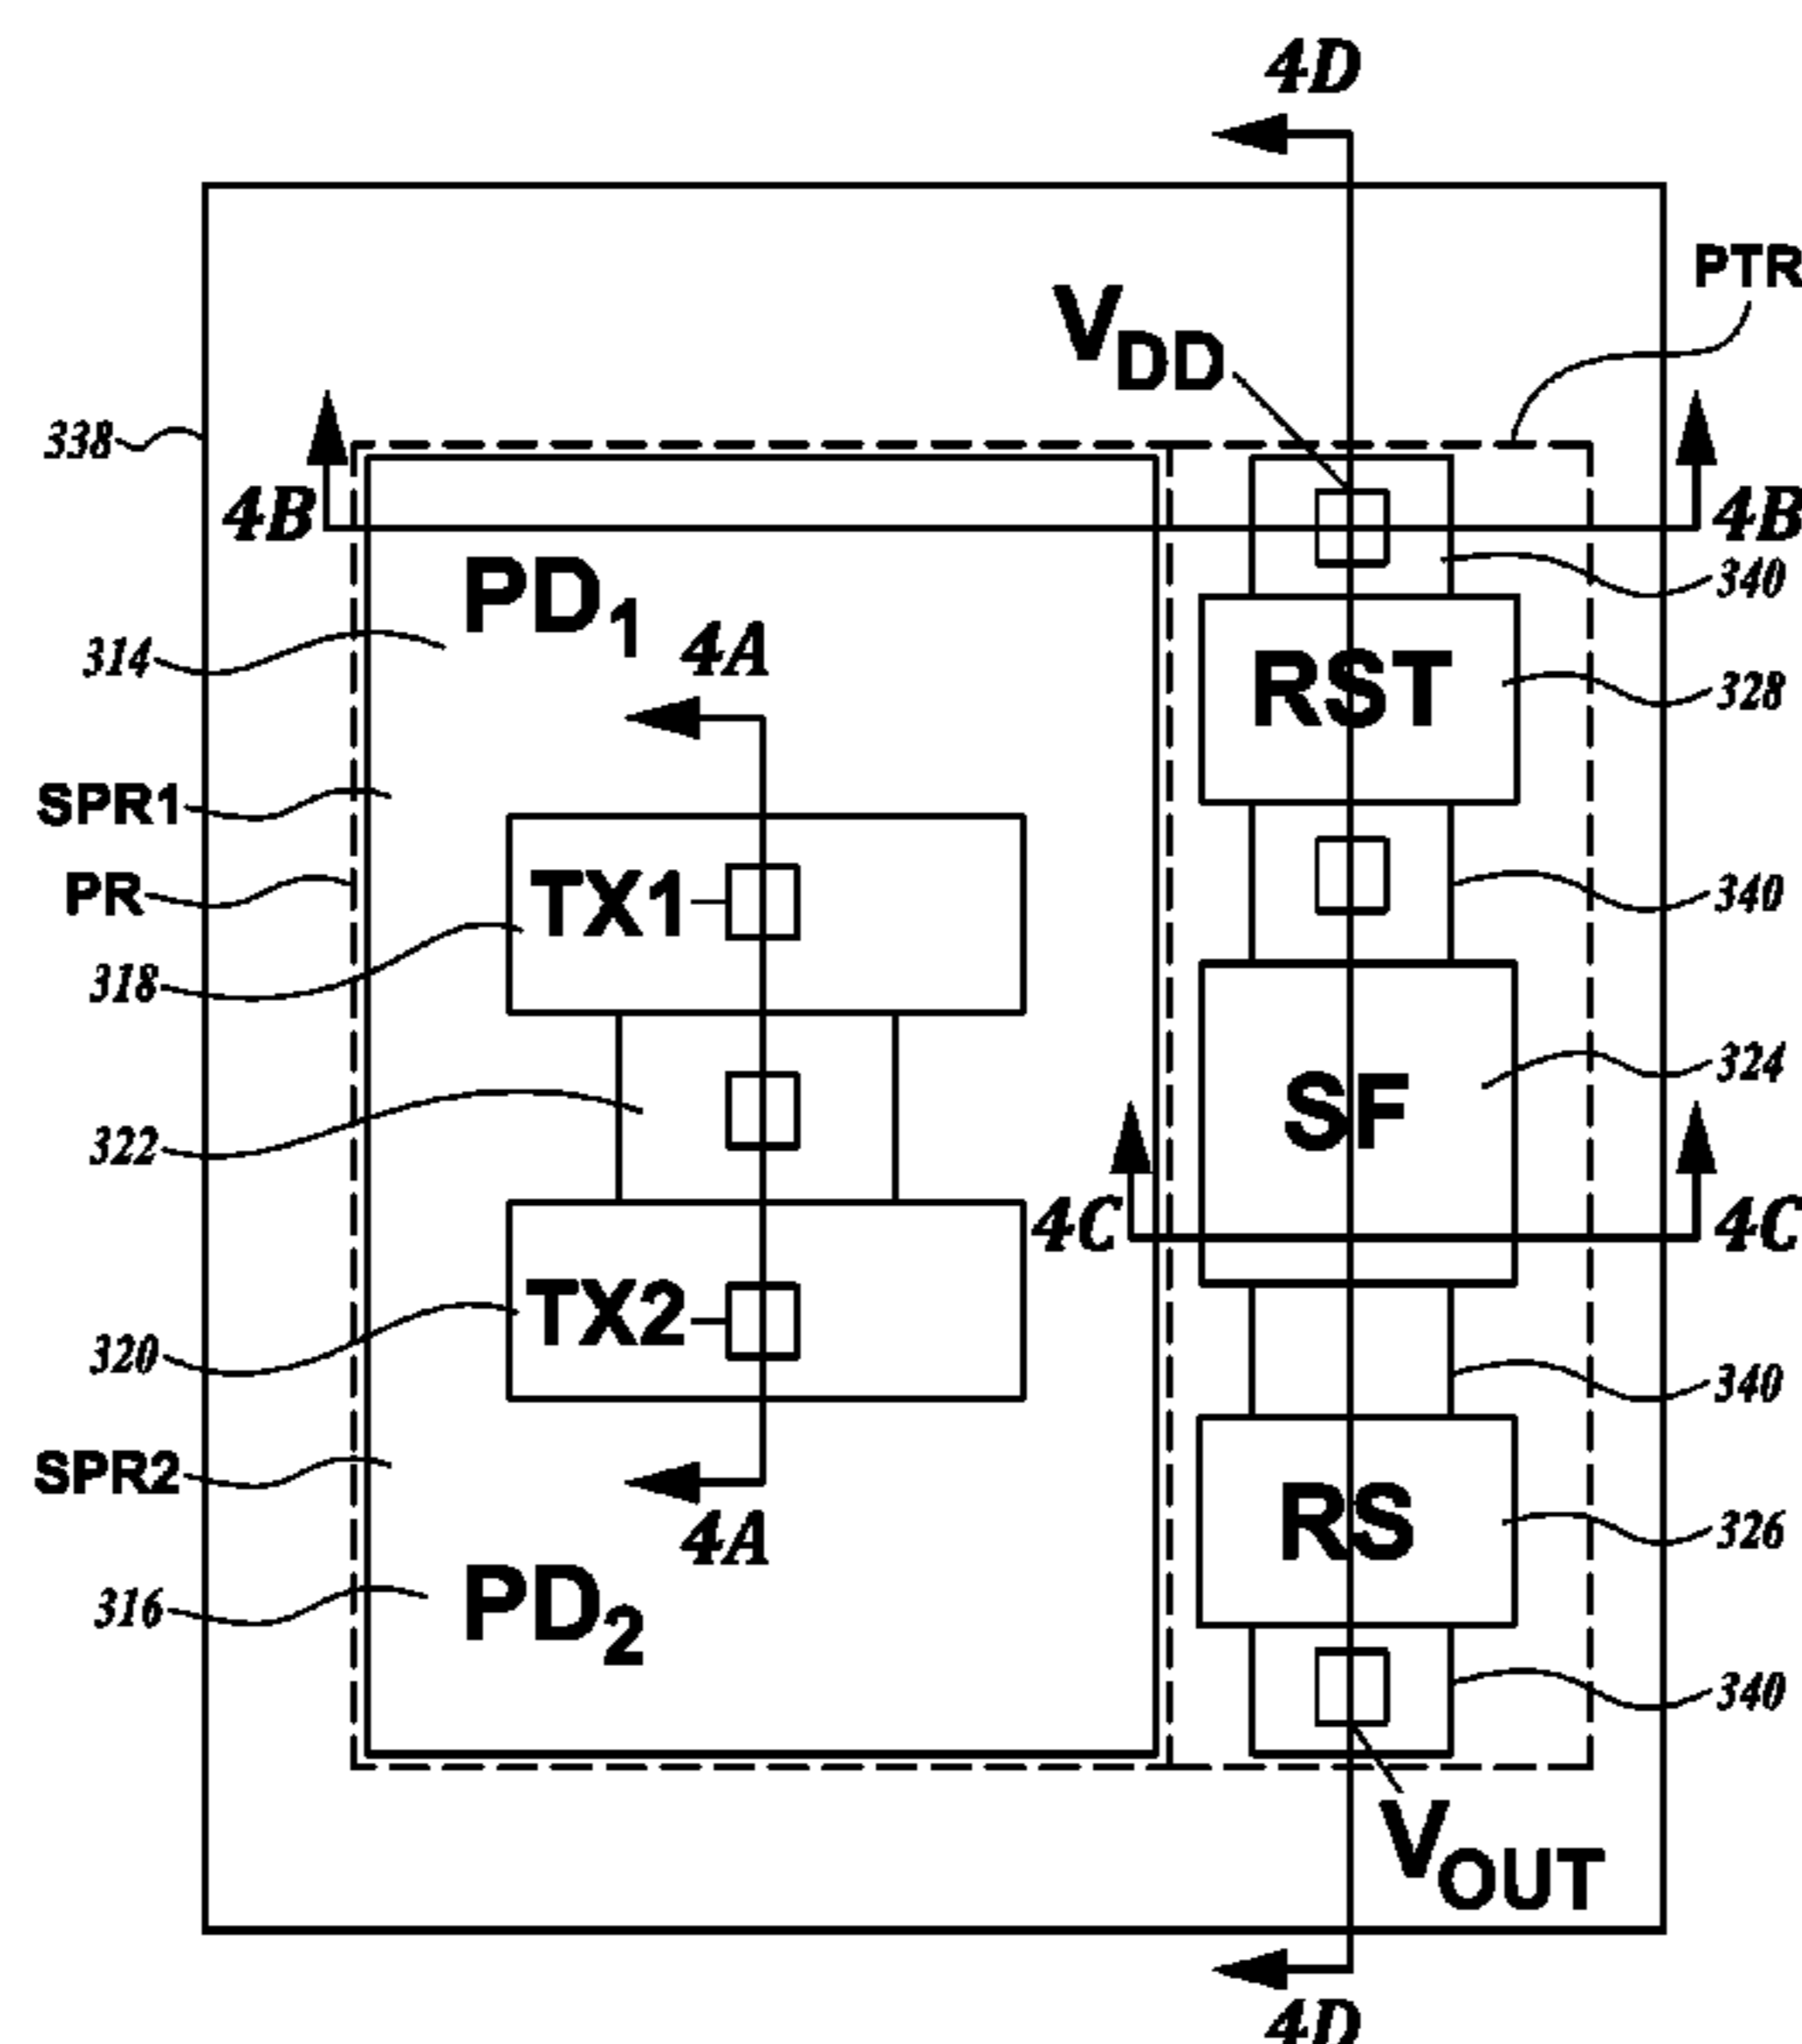 4D
PTR
VDD
338
4B
4B
PD1
340
314
4A
RST
328
SPR1
PR
TX1
340
318
324
SF
322
4C
4C
TX2
320
340
SPR2
RS
326
4A
316
PD2
340
VOUT
4D